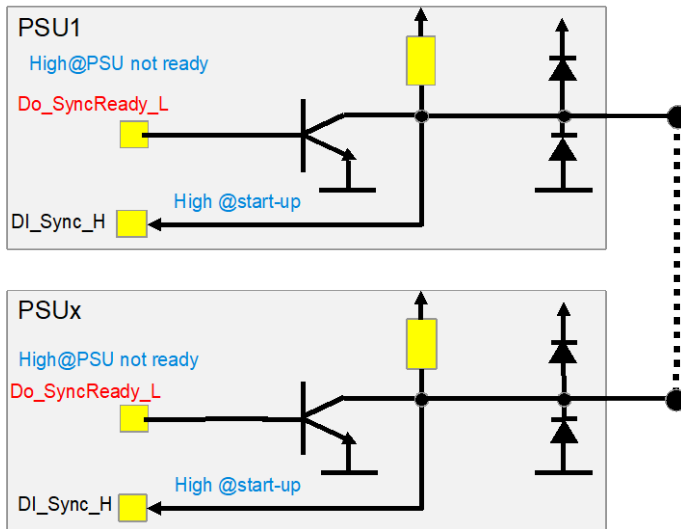 PSU1
High@PSU not ready
Do_SyncReady_L
High @start-up
DI_Sync_H
PSUx
High@PSU not ready
Do_SyncReady_L
High @start-up
DI_Sync_H